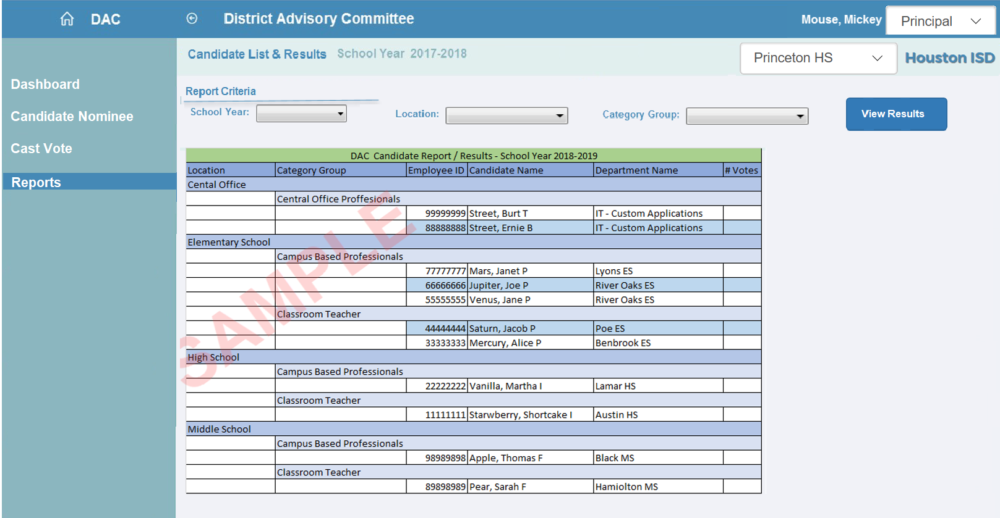 DAC District Advisory Committee Mouse, Mickey Principal
Candidate List & Results School Year 2017-2018 Princeton HS Houston ISD
Dashboard
Candidate Nominee
Cast Vote
Reports
Report Criteria
School Year: Location: Category Group: View Results
DAC Candidate Report / Results - School Year 2018-2019
Location Category Group Employee ID Candidate Name Department Name # Votes
Cental Office
Central Office Proffesionals
99999999 Street, Burt T IT - Custom Applications
88888888 Street, Ernie B IT - Custom Applications
Elementary School
Campus Based Professionals
77777777 Mars, Janet P Lyons ES
66666666 Jupiter, Joe P River Oaks ES
55555555 Venus, Jane P River Oaks ES
Classroom Teacher
44444444 Saturn, Jacob P Poe ES
33333333 Mercury, Alice P Benbrook ES
High School
Campus Based Professionals
22222222 Vanilla, Martha I Lamar HS
Classroom Teacher
11111111 Starwberry, Shortcake I Austin HS
Middle School
Campus Based Professionals
98989898 Apple, Thomas F Black MS
Classroom Teacher
89898989 Pear, Sarah F Hamiolton MS
SAMPLE